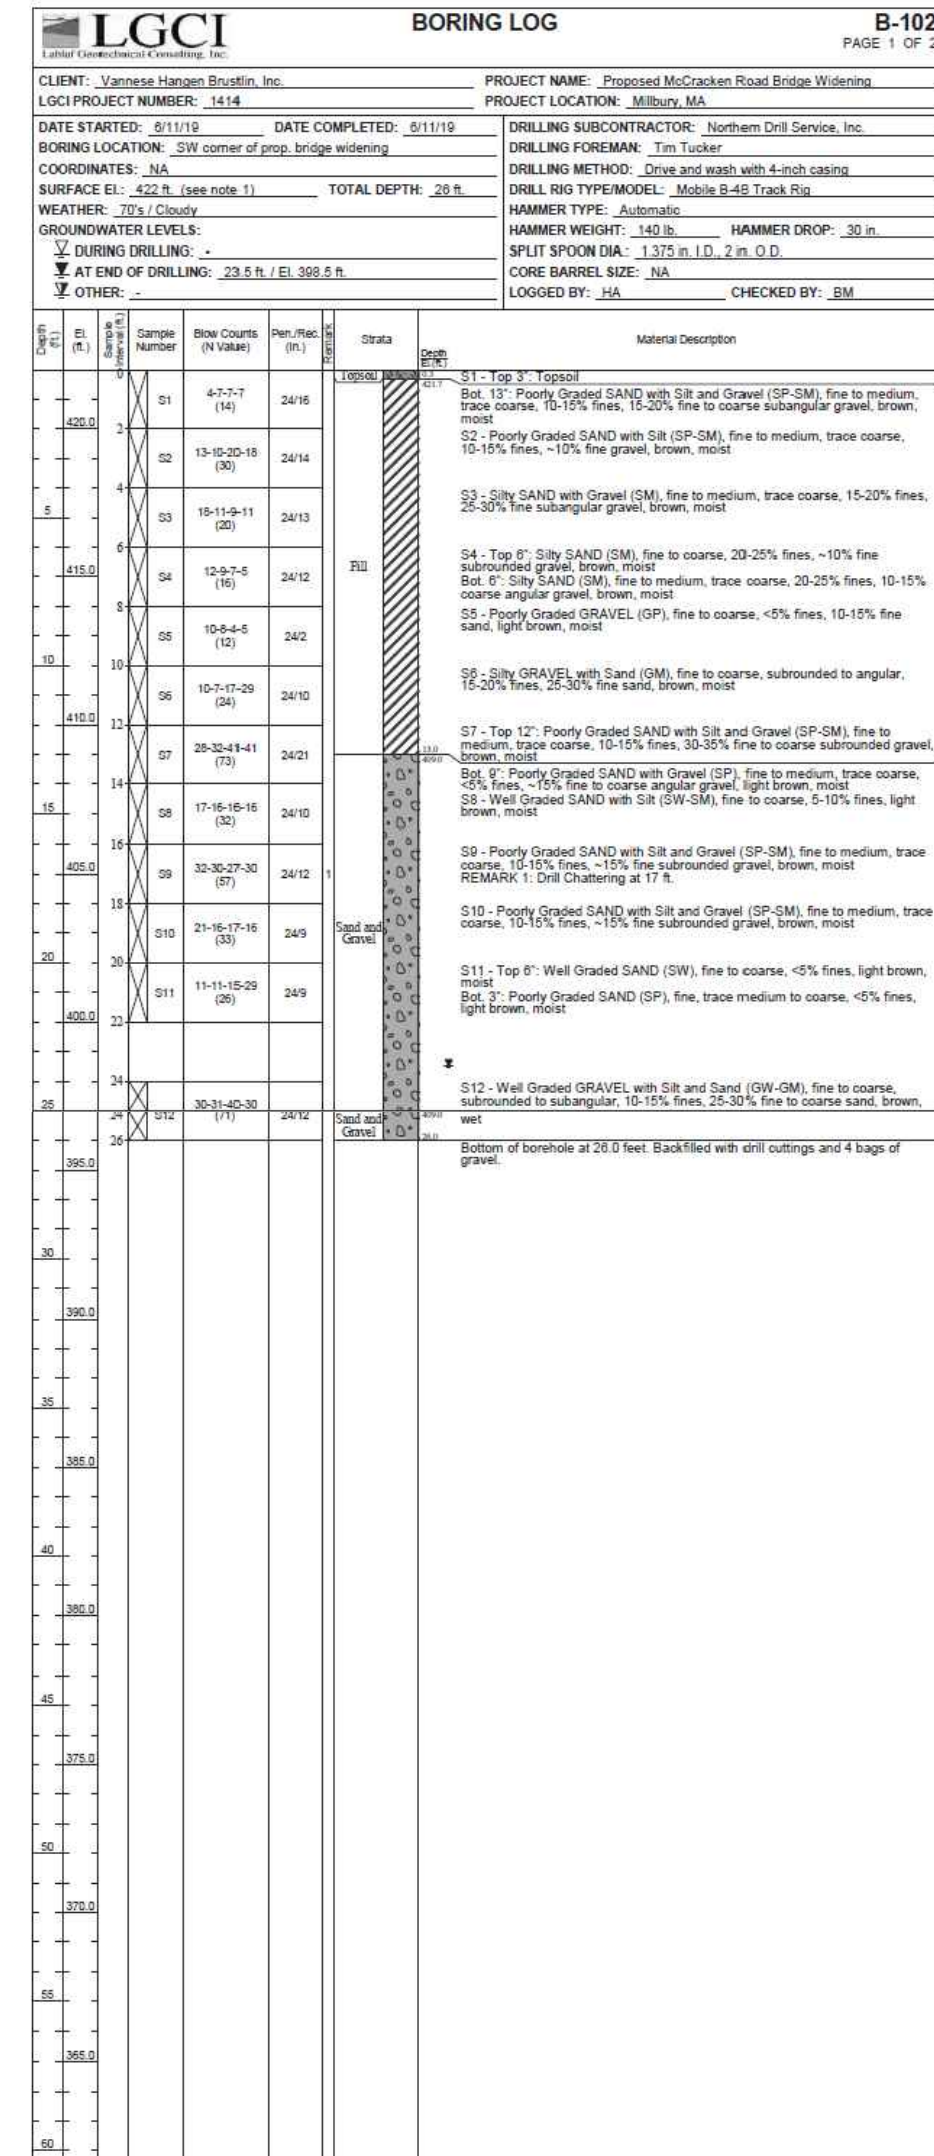 LGCI
Lahlaf Geotechnical Consulting, Inc.
BORING LOG
B-102
PAGE 1 OF 2
CLIENT: Vannese Hangen Brustlin, Inc.
PROJECT NAME: Proposed McCracken Road Bridge Widening
LGCI PROJECT NUMBER: 1414
PROJECT LOCATION: Millbury, MA
DATE STARTED: 6/11/19 DATE COMPLETED: 6/11/19
BORING LOCATION: SW corner of prop. bridge widening
COORDINATES: NA
SURFACE El.: 422 ft. (see note 1) TOTAL DEPTH: 26 ft.
WEATHER: 70's / Cloudy
GROUNDWATER LEVELS:
DURING DRILLING: -
AT END OF DRILLING: 23.5 ft. / El. 398.5 ft.
OTHER: -
DRILLING SUBCONTRACTOR: Northern Drill Service, Inc.
DRILLING FOREMAN: Tim Tucker
DRILLING METHOD: Drive and wash with 4-inch casing
DRILL RIG TYPE/MODEL: Mobile B-48 Track Rig
HAMMER TYPE: Automatic
HAMMER WEIGHT: 140 lb. HAMMER DROP: 30 in.
SPLIT SPOON DIA.: 1.375 in. I.D., 2 in. O.D.
CORE BARREL SIZE: NA
LOGGED BY: HA CHECKED BY: BM
Depth (ft.) El. (ft.) Sample Interval (ft.) Sample Number Blow Counts (N Value) Pen./Rec. (in.) Remark Strata Depth El.(ft.) Material Description
0 Topsoil 0.3 S1 - Top 3": Topsoil
421.7
S1 4-7-7-7 (14) 24/16 Bot. 13": Poorly Graded SAND with Silt and Gravel (SP-SM), fine to medium,
trace coarse, 10-15% fines, 15-20% fine to coarse subangular gravel, brown,
moist
420.0 2
S2 13-10-20-18 (30) 24/14 S2 - Poorly Graded SAND with Silt (SP-SM), fine to medium, trace coarse,
10-15% fines, ~10% fine gravel, brown, moist
4
5 S3 18-11-9-11 (20) 24/13 S3 - Silty SAND with Gravel (SM), fine to medium, trace coarse, 15-20% fines,
25-30% fine subangular gravel, brown, moist
6
415.0 S4 12-9-7-5 (16) 24/12 Fill S4 - Top 6": Silty SAND (SM), fine to coarse, 20-25% fines, ~10% fine
subrounded gravel, brown, moist
Bot. 6": Silty SAND (SM), fine to medium, trace coarse, 20-25% fines, 10-15%
coarse angular gravel, brown, moist
8
S5 10-8-4-5 (12) 24/2 S5 - Poorly Graded GRAVEL (GP), fine to coarse, <5% fines, 10-15% fine
sand, light brown, moist
10 10
S6 10-7-17-29 (24) 24/10 S6 - Silty GRAVEL with Sand (GM), fine to coarse, subrounded to angular,
15-20% fines, 25-30% fine sand, brown, moist
410.0 12
S7 28-32-41-41 (73) 24/21 S7 - Top 12": Poorly Graded SAND with Silt and Gravel (SP-SM), fine to
medium, trace coarse, 10-15% fines, 30-35% fine to coarse subrounded gravel,
brown, moist
13.0
409.0
Bot. 9": Poorly Graded SAND with Gravel (SP), fine to medium, trace coarse,
<5% fines, ~15% fine to coarse angular gravel, light brown, moist
14
15 S8 17-16-16-16 (32) 24/10 S8 - Well Graded SAND with Silt (SW-SM), fine to coarse, 5-10% fines, light
brown, moist
16
405.0 S9 32-30-27-30 (57) 24/12 1 S9 - Poorly Graded SAND with Silt and Gravel (SP-SM), fine to medium, trace
coarse, 10-15% fines, ~15% fine subrounded gravel, brown, moist
REMARK 1: Drill Chattering at 17 ft.
18
S10 21-16-17-16 (33) 24/9 Sand and Gravel S10 - Poorly Graded SAND with Silt and Gravel (SP-SM), fine to medium, trace
coarse, 10-15% fines, ~15% fine subrounded gravel, brown, moist
20 20
S11 11-11-15-29 (26) 24/9 S11 - Top 6": Well Graded SAND (SW), fine to coarse, <5% fines, light brown,
moist
Bot. 3": Poorly Graded SAND (SP), fine, trace medium to coarse, <5% fines,
light brown, moist
400.0 22
24
S12 - Well Graded GRAVEL with Silt and Sand (GW-GM), fine to coarse,
subrounded to subangular, 10-15% fines, 25-30% fine to coarse sand, brown,
25 24 S12 30-31-40-30 (71) 24/12 Sand and Gravel 409.0 wet
26 26.0
Bottom of borehole at 26.0 feet. Backfilled with drill cuttings and 4 bags of
gravel.
395.0
30
390.0
35
385.0
40
380.0
45
375.0
50
370.0
55
365.0
60